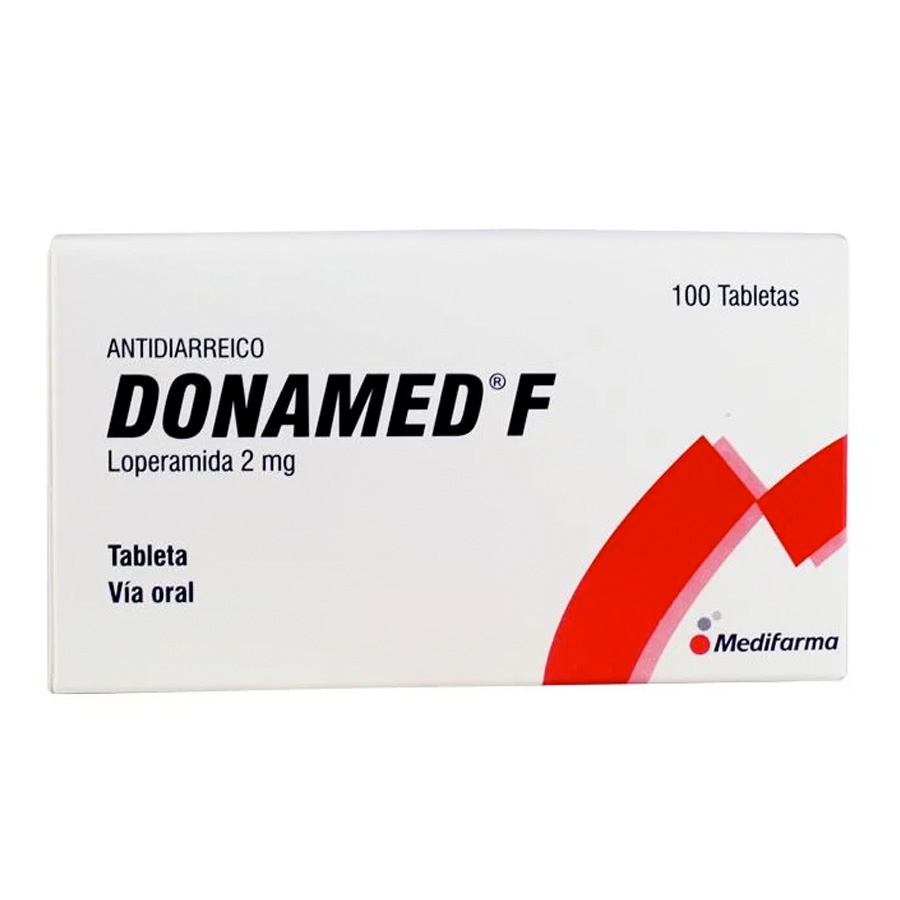 100 Tabletas
ANTIDIARREICO
DONAMED® F
Loperamida 2 mg
Tableta
Vía oral
Medifarma